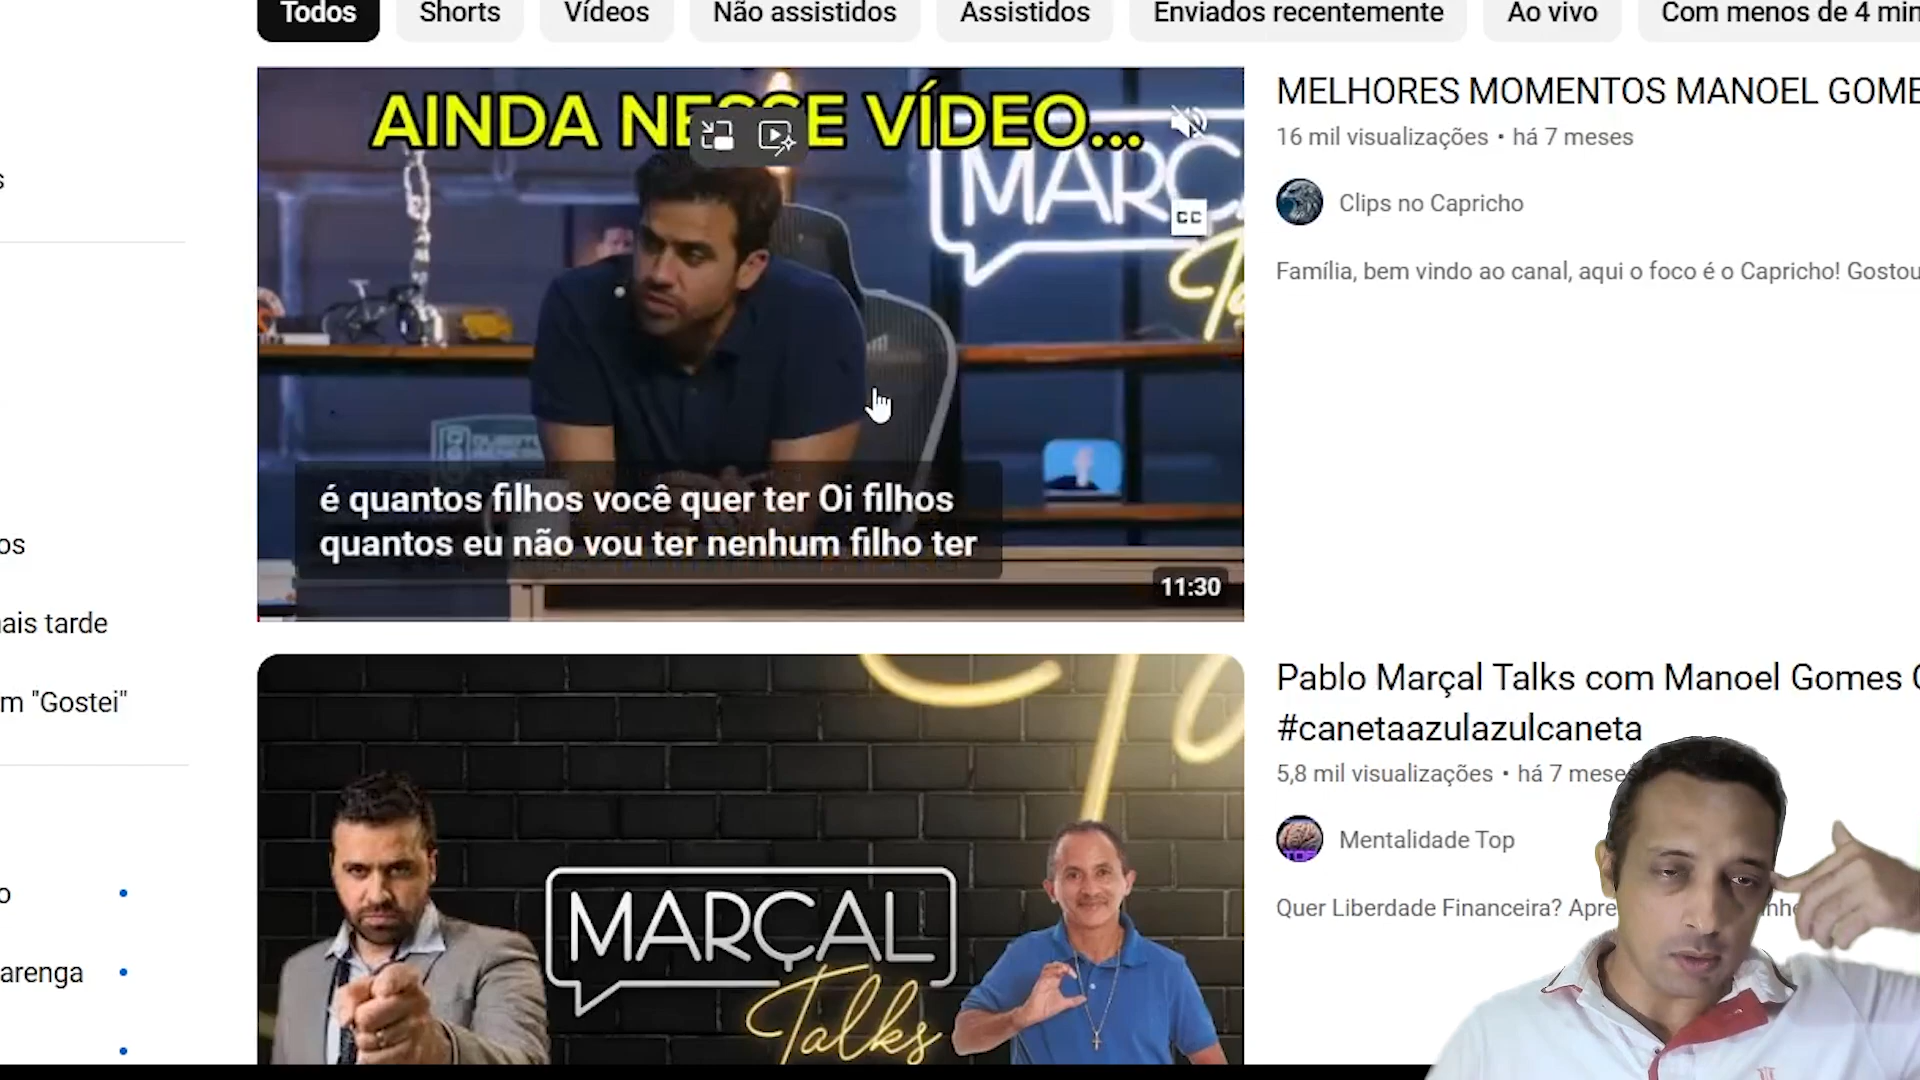 Todos
Shorts
Vídeos
Não assistidos
Assistidos
Enviados recentemente
Ao vivo
Com menos de 4 min
AINDA NESSE VÍDEO...
MARÇ
CC
é quantos filhos você quer ter Oi filhos
quantos eu não vou ter nenhum filho ter
11:30
MELHORES MOMENTOS MANOEL GOME
16 mil visualizações • há 7 meses
Clips no Capricho
Família, bem vindo ao canal, aqui o foco é o Capricho! Gostou
s
os
ais tarde
m "Gostei"
o
arenga
MARÇAL
Talks
Pablo Marçal Talks com Manoel Gomes
#canetaazulazulcaneta
5,8 mil visualizações • há 7 meses
Mentalidade Top
Quer Liberdade Financeira? Apre